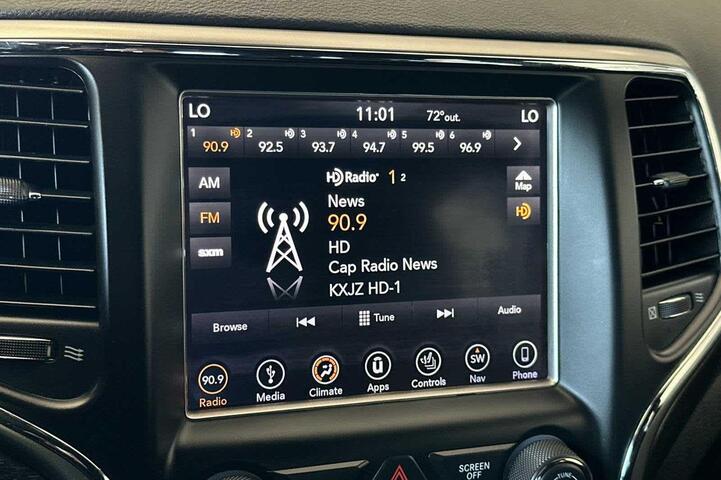 LO 11:01 72°out. LO
1 HD 2 HD 3 HD 4 HD 5 HD 6 HD
90.9 92.5 93.7 94.7 99.5 96.9
AM HD Radio 1 2 Map
News
FM 90.9 HD
HD
sxm
Cap Radio News
KXJZ HD-1
Browse Tune Audio
90.9 ū SW
Radio Media Climate Apps Controls Nav Phone
SCREEN OFF
TUNE